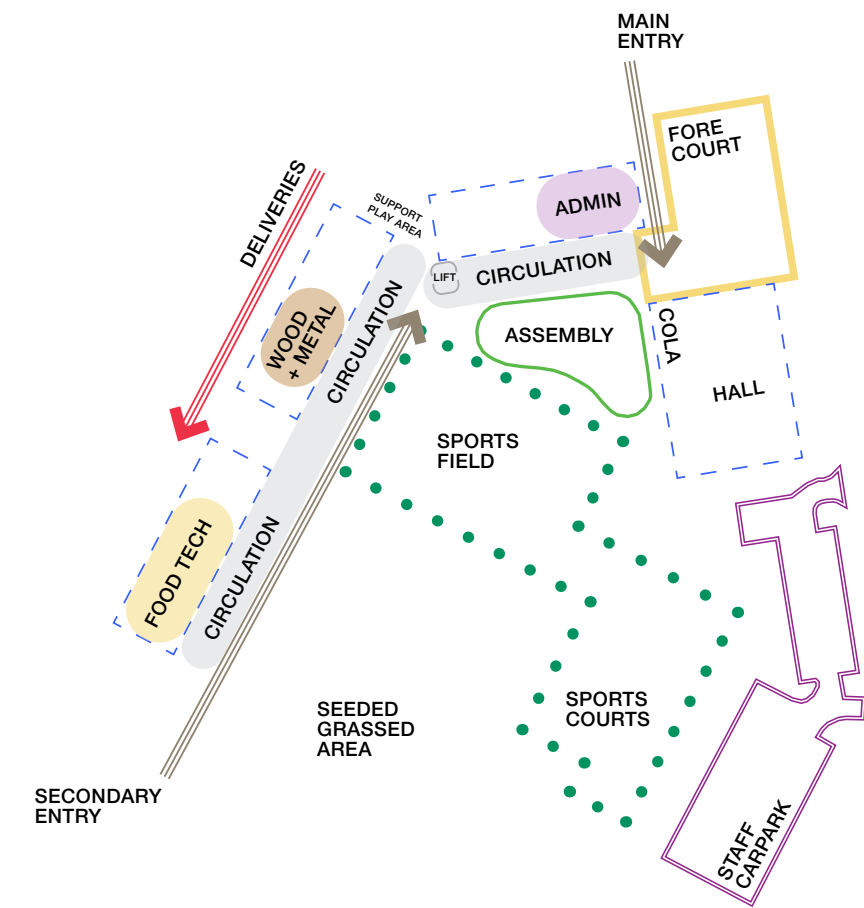 MAIN
ENTRY
FORE
COURT
DELIVERIES
SUPPORT
PLAY AREA
ADMIN
LIFT
CIRCULATION
CIRCULATION
WOOD
+ METAL
ASSEMBLY
COLA
HALL
SPORTS
FIELD
FOOD TECH
CIRCULATION
SEEDED
GRASSED
AREA
SPORTS
COURTS
SECONDARY
ENTRY
STAFF
CARPARK